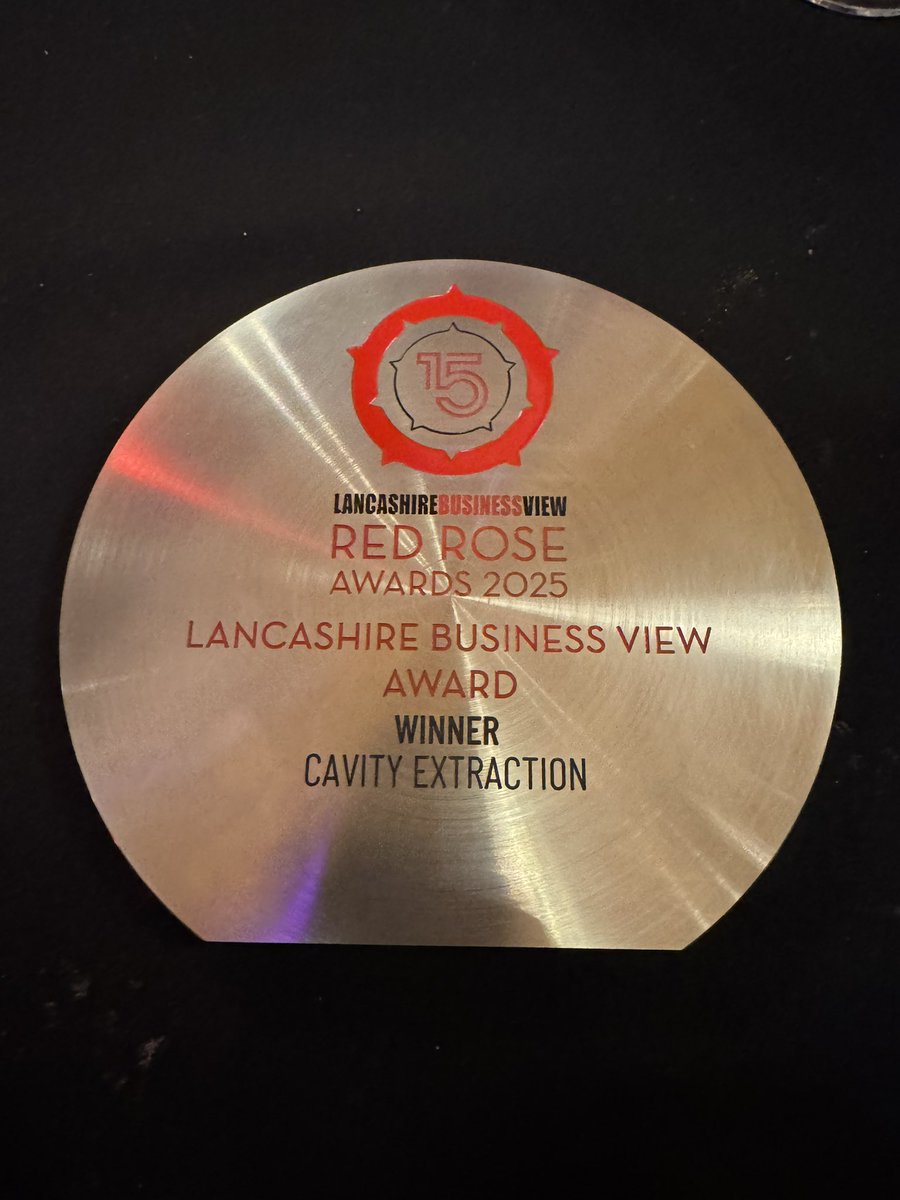 15
LANCASHIREBUSINESSVIEW
RED ROSE
AWARDS 2025
LANCASHIRE BUSINESS VIEW
AWARD
WINNER
CAVITY EXTRACTION